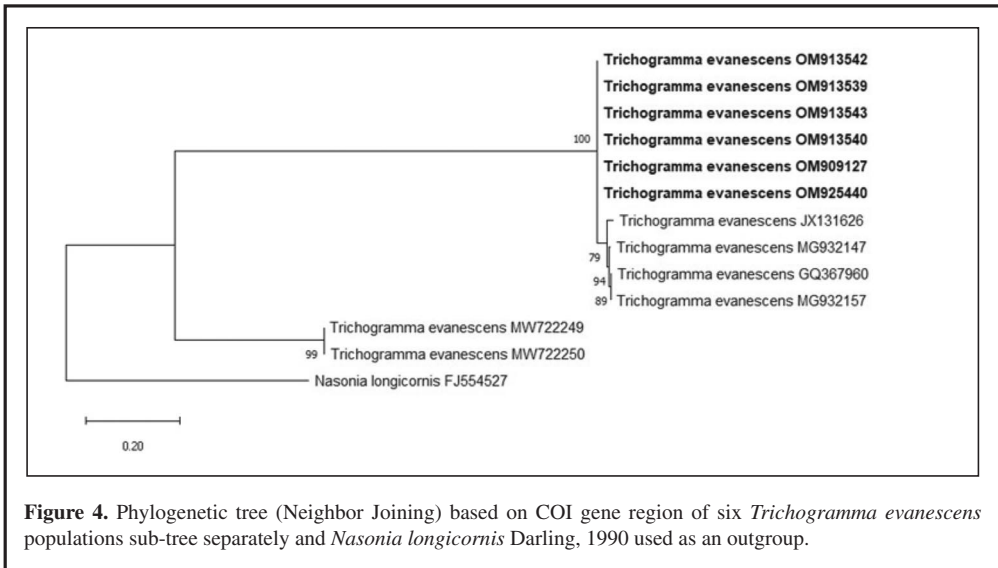 Trichogramma evanescens OM913542
Trichogramma evanescens OM913539
Trichogramma evanescens OM913543
100 Trichogramma evanescens OM913540
Trichogramma evanescens OM909127
Trichogramma evanescens OM925440
Trichogramma evanescens JX131626
Trichogramma evanescens MG932147
79
Trichogramma evanescens GQ367960
94
89 Trichogramma evanescens MG932157
Trichogramma evanescens MW722249
99 Trichogramma evanescens MW722250
Nasonia longicornis FJ554527
0.20
Figure 4. Phylogenetic tree (Neighbor Joining) based on COI gene region of six Trichogramma evanescens
populations sub-tree separately and Nasonia longicornis Darling, 1990 used as an outgroup.